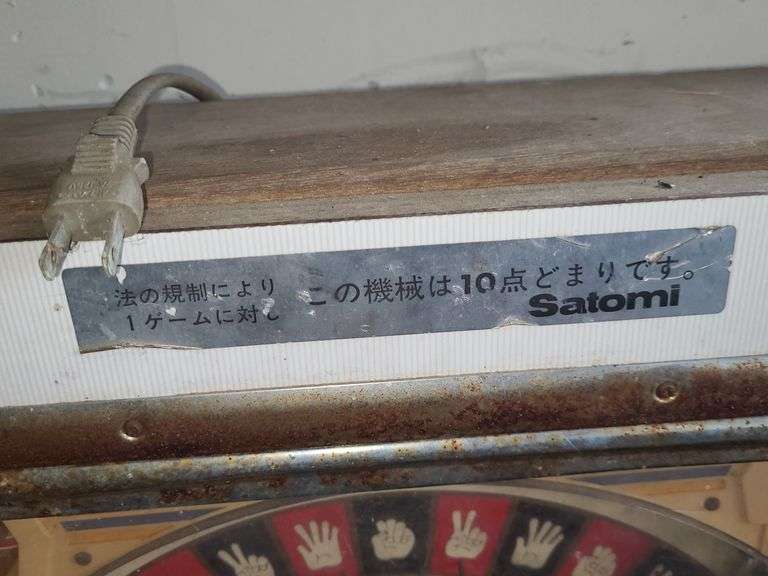 法の規制により
1ゲームに対し
この機械は10点どまりです。
Satomi